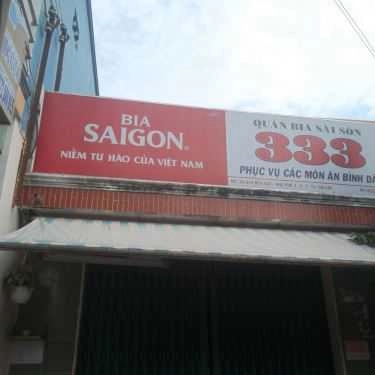 BIA
SAIGON®
NIỀM TỰ HÀO CỦA VIỆT NAM
QUÁN BIA SÀI SÒN
333
PHỤC VỤ CÁC MÓN ĂN BÌNH DÂ